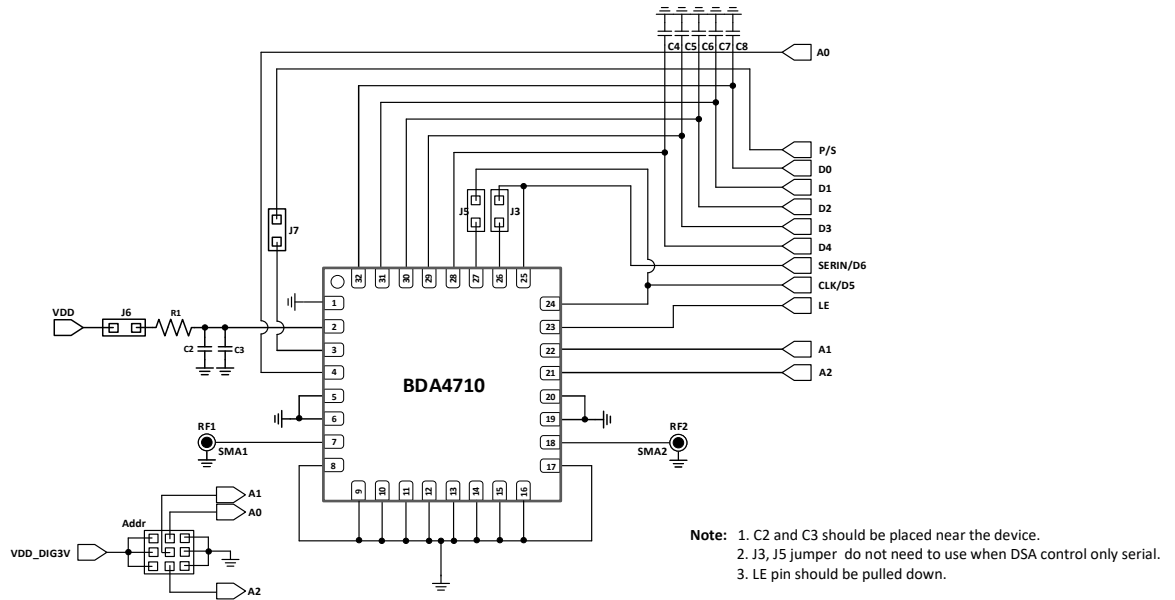 C4 C5 C6 C7 C8
A0
P/S
D0
D1
D2
D3
D4
SERIN/D6
CLK/D5
LE
A1
A2
J5 J3
J7
32 31 30 29 28 27 26 25
1
2
3
4
5
6
7
8
24
23
22
21
20
19
18
17
9 10 11 12 13 14 15 16
BDA4710
VDD
J6
R1
C2 C3
RF1
SMA1
RF2
SMA2
A1
A0
Addr
VDD_DIG3V
A2
Note: 1. C2 and C3 should be placed near the device.
2. J3, J5 jumper do not need to use when DSA control only serial.
3. LE pin should be pulled down.